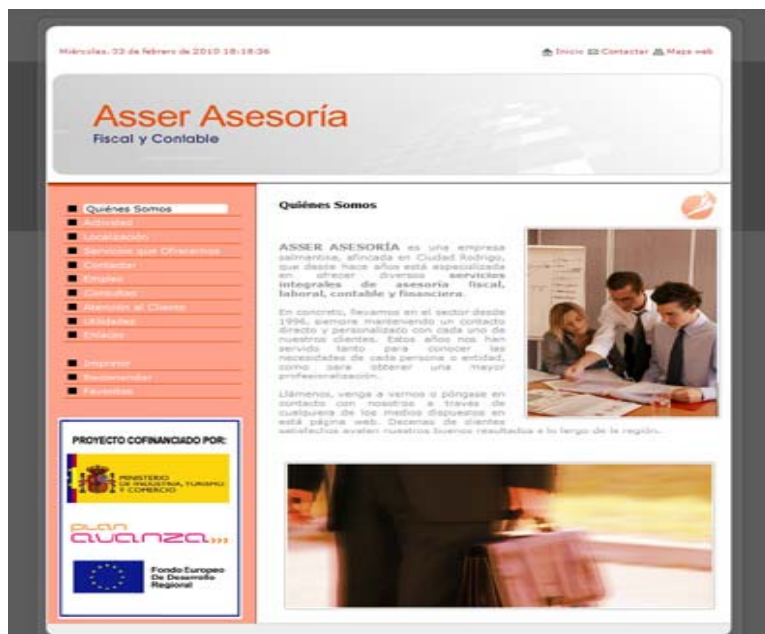 Miércoles, 23 de febrero de 2010 18:18:36
Inicio Contactar Mapa web
Asser Asesoría
Fiscal y Contable
Quiénes Somos
Actividad
Localización
Servicios que Ofrecemos
Contactar
Empleo
Consultas
Atención al Cliente
Utilidades
Enlaces
Imprimir
Recomendar
Favoritos
PROYECTO COFINANCIADO POR:
MINISTERIO
DE INDUSTRIA, TURISMO
Y COMERCIO
PLAN
avanza
Fondo Europeo
De Desarrollo
Regional
Quiénes Somos
ASSER ASESORÍA es una empresa
salmantina, afincada en Ciudad Rodrigo,
que desde hace años está especializada
en ofrecer diversos servicios
integrales de asesoría fiscal,
laboral, contable y financiera.
En concreto, llevamos en el sector desde
1996, siempre manteniendo un contacto
directo y personalizado con cada uno de
nuestros clientes. Estos años nos han
servido tanto para conocer las
necesidades de cada persona o entidad,
como para obtener una mayor
profesionalización.
Llámenos, venga a vernos o póngase en
contacto con nosotros a través de
cualquiera de los medios dispuestos en
está página web. Decenas de clientes
satisfechos avalan nuestros buenos resultados a lo largo de la región.